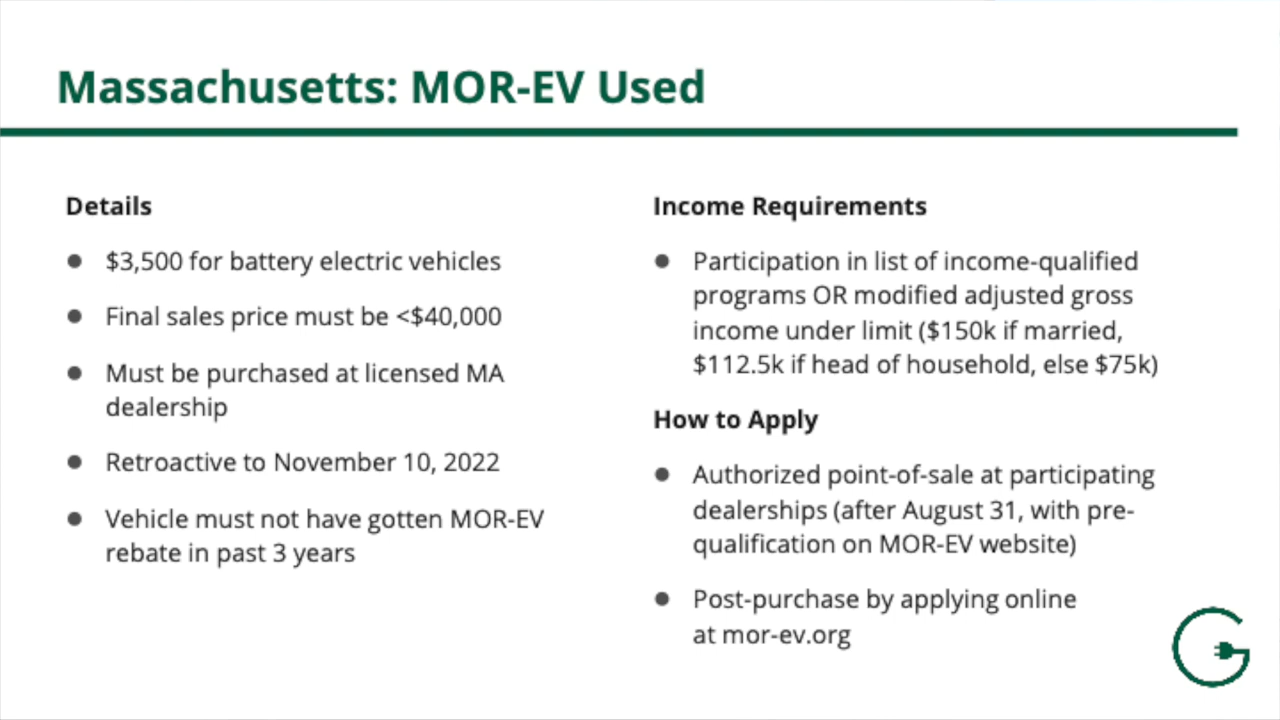 Massachusetts: MOR-EV Used
Details
● $3,500 for battery electric vehicles
● Final sales price must be <$40,000
● Must be purchased at licensed MA
dealership
● Retroactive to November 10, 2022
● Vehicle must not have gotten MOR-EV
rebate in past 3 years
Income Requirements
● Participation in list of income-qualified
programs OR modified adjusted gross
income under limit ($150k if married,
$112.5k if head of household, else $75k)
How to Apply
● Authorized point-of-sale at participating
dealerships (after August 31, with pre-
qualification on MOR-EV website)
● Post-purchase by applying online
at mor-ev.org